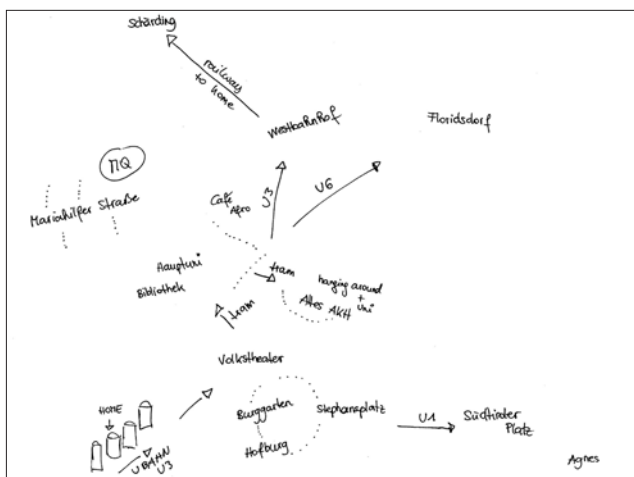 Schärding
railway
to home
Westbahnhof
Floridsdorf
MQ
Mariahilfer Straße
Café
Afro
U3
U6
Hauptuni
Bibliothek
tram
tram
hanging around
+
Uni
Altes AKH
Volkstheater
HOME
UBAHN
U3
Burggarten
Stephansplatz
Hofburg
U1
Südtiroler
Platz
Agnes